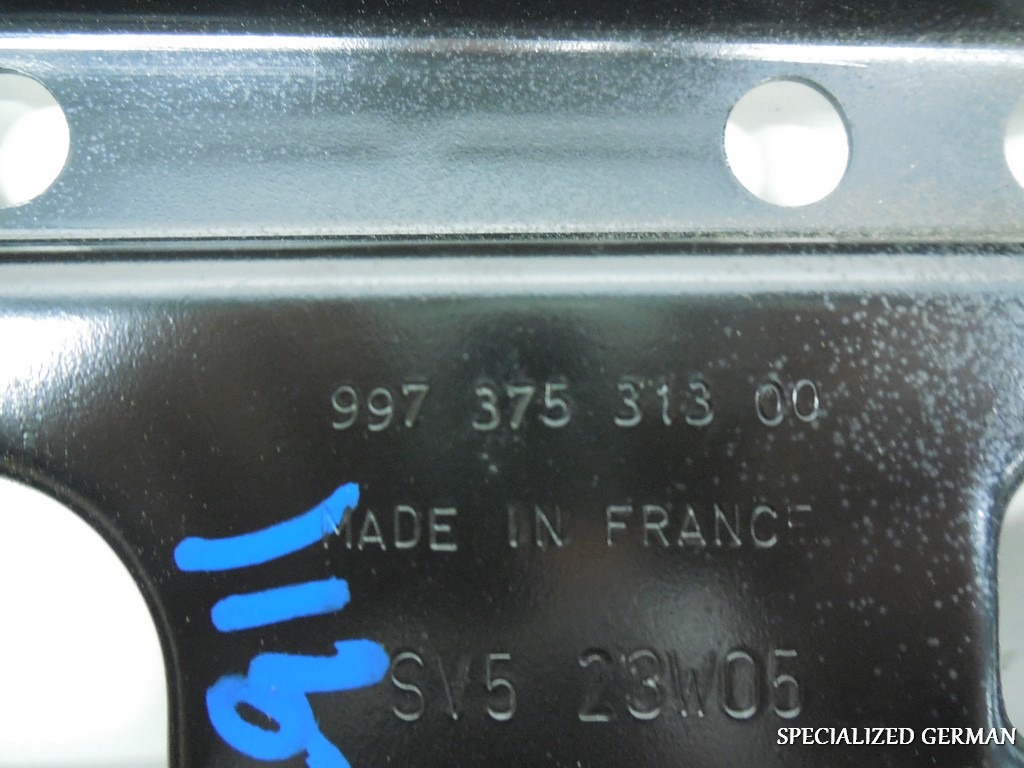 997 375 313 00
MADE IN FRANCE
SV5 23W05
SPECIALIZED GERMAN